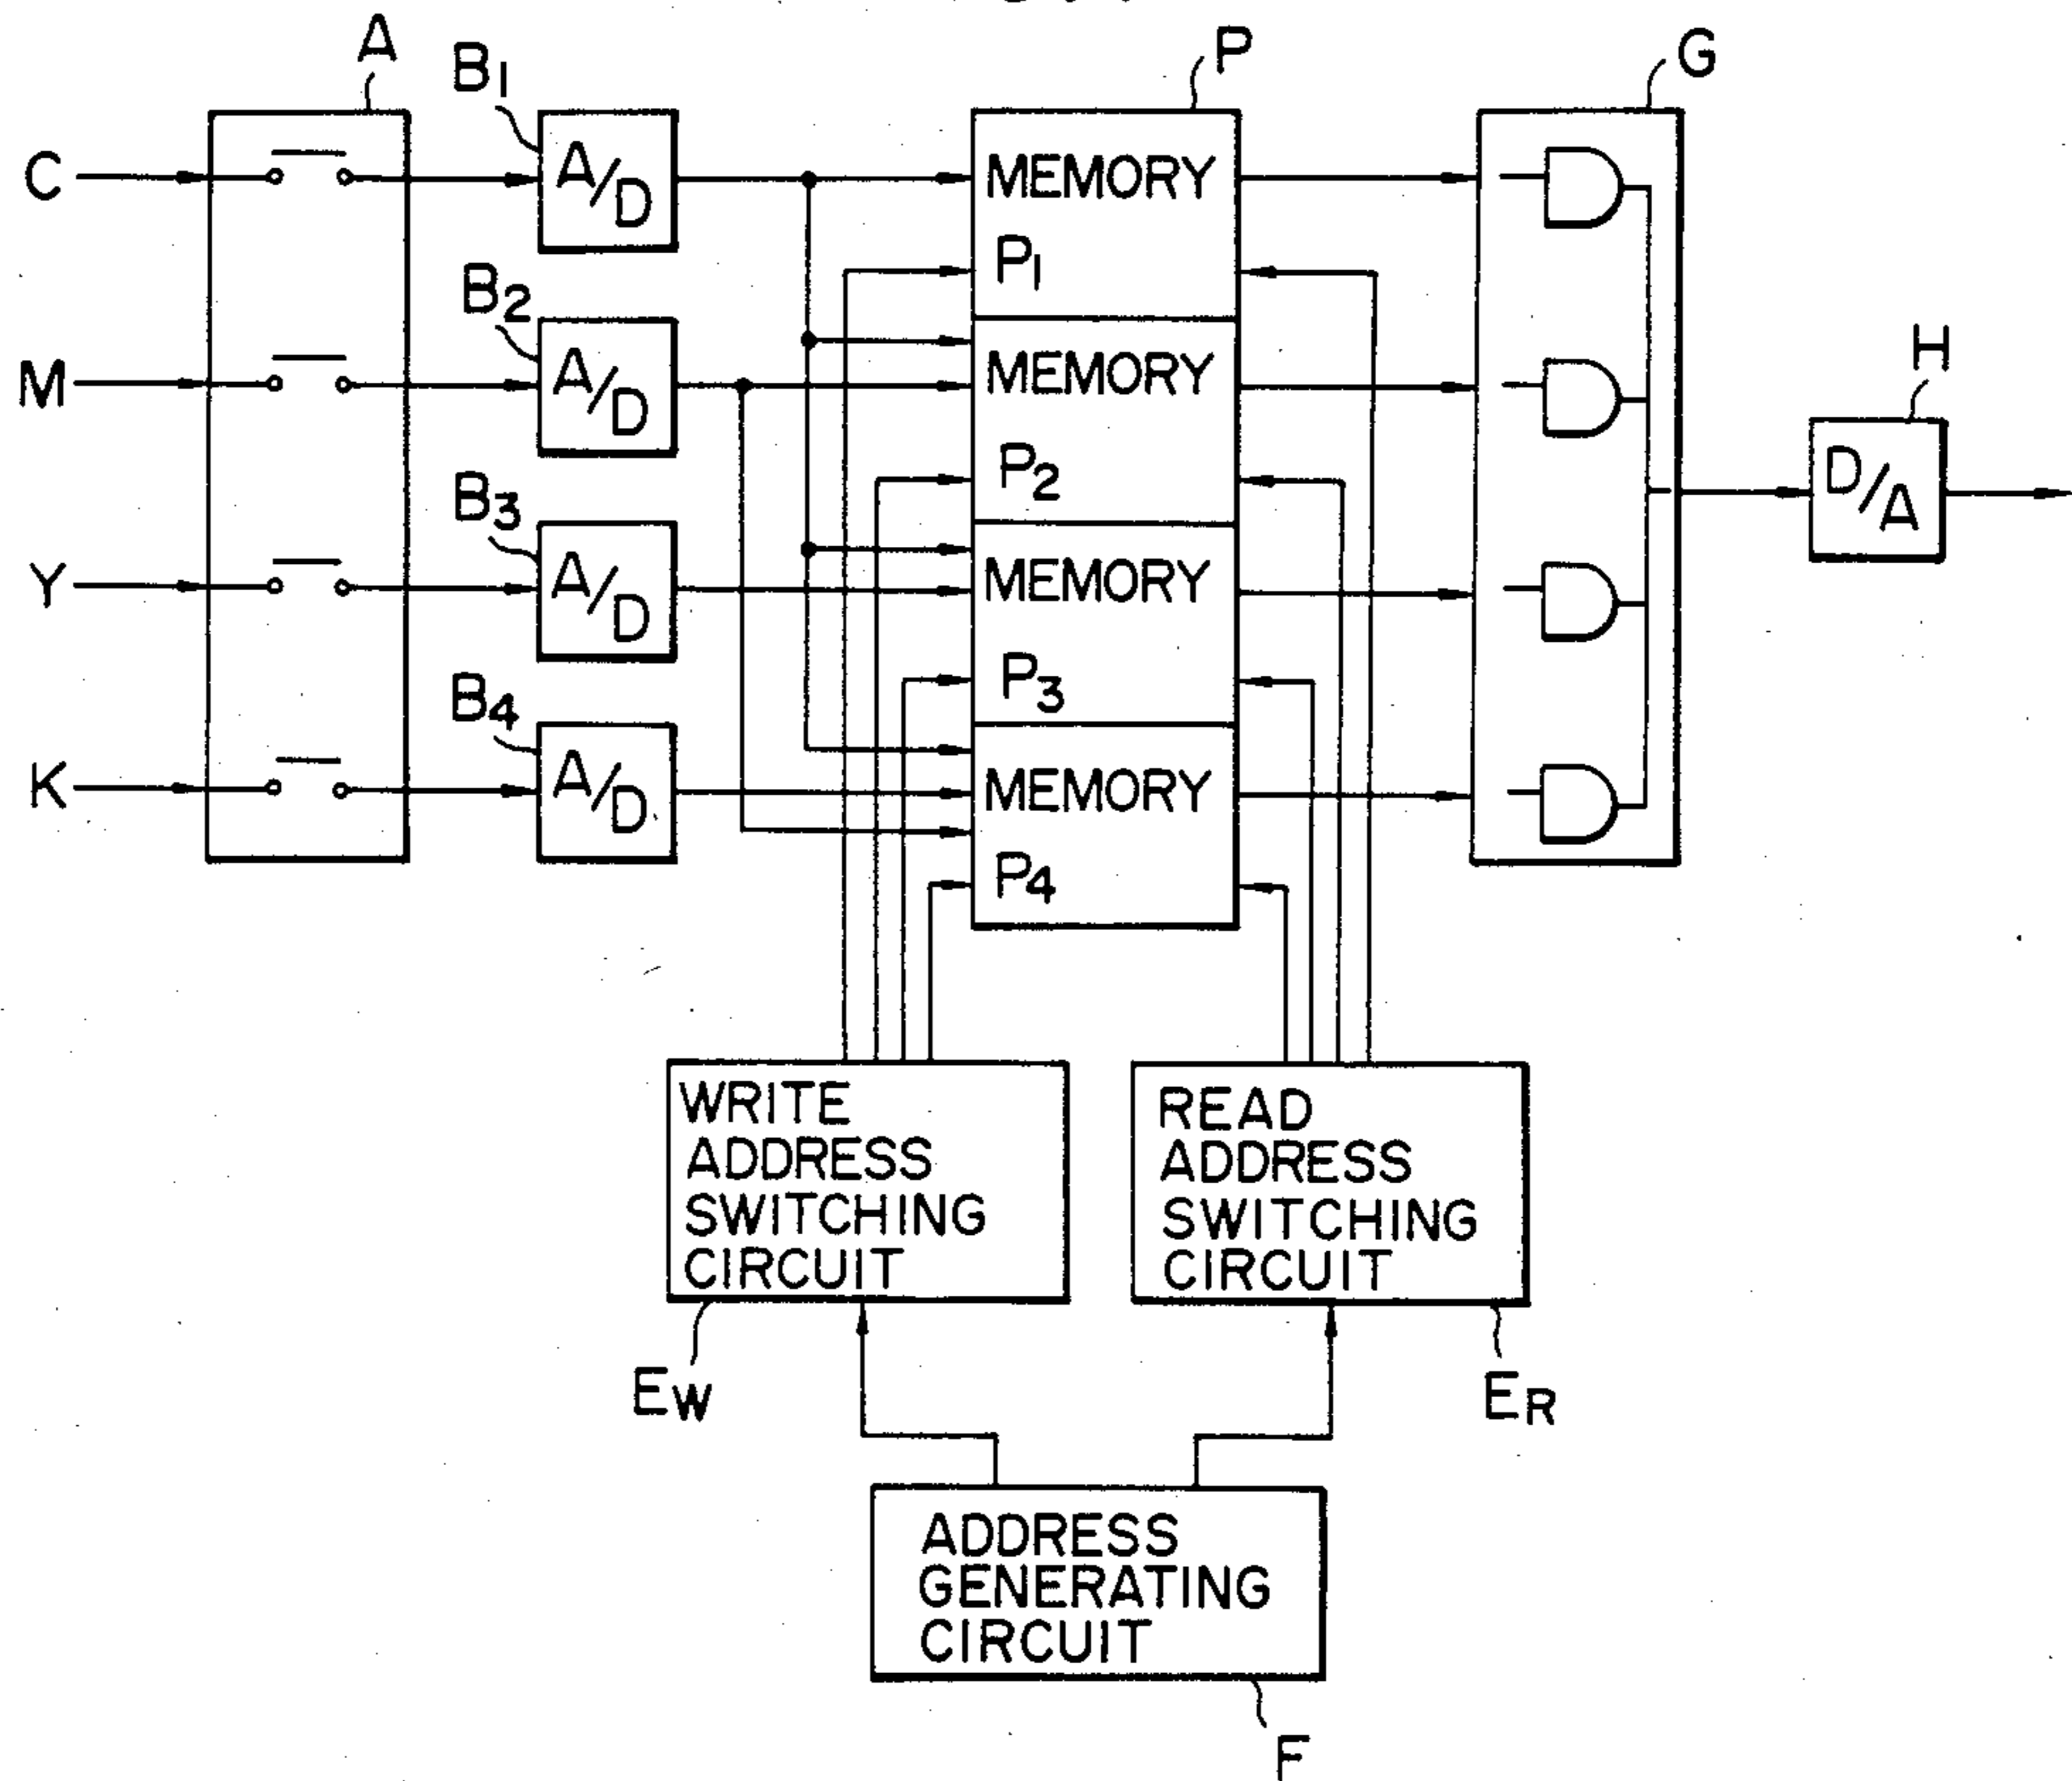 A
B1
P
G
C
A/D
MEMORY
P1
B2
M
A/D
MEMORY
P2
H
D/A
B3
Y
A/D
MEMORY
P3
B4
K
A/D
MEMORY
P4
WRITE
ADDRESS
SWITCHING
CIRCUIT
READ
ADDRESS
SWITCHING
CIRCUIT
EW
ER
ADDRESS
GENERATING
CIRCUIT
F